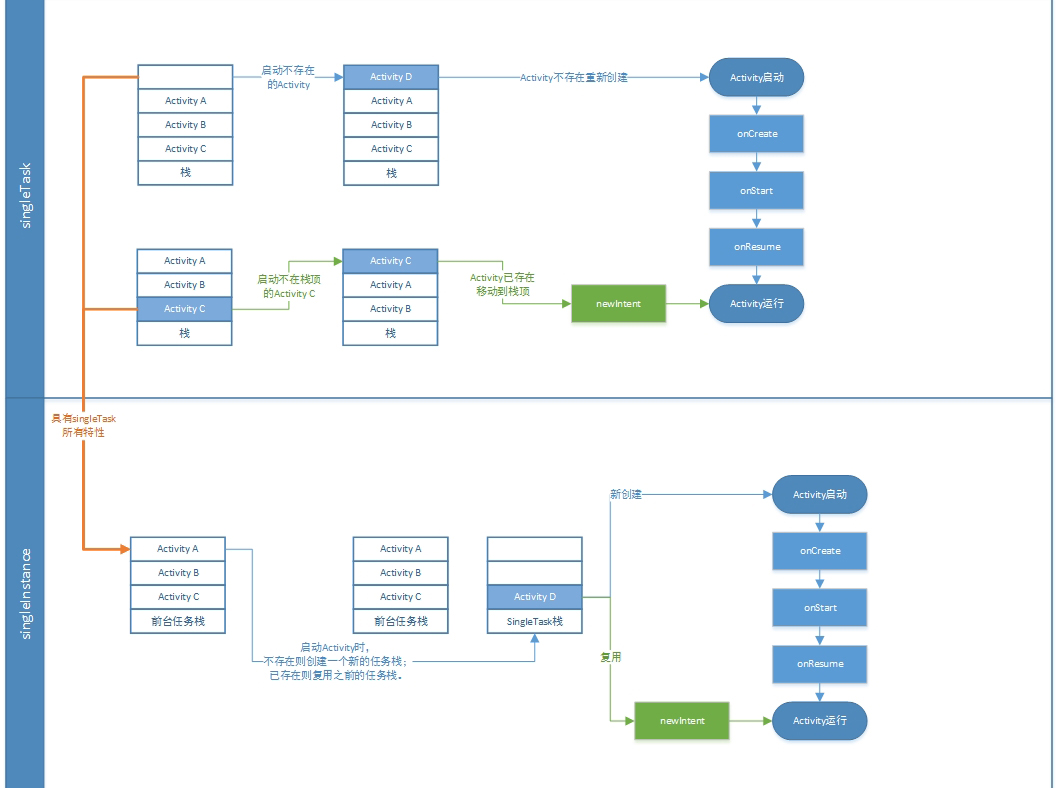 singleTask
Activity A
Activity B
Activity C
栈
启动不存在
的Activity
Activity D
Activity A
Activity B
Activity C
栈
Activity不存在重新创建
Activity启动
onCreate
onStart
onResume
Activity运行
Activity A
Activity B
Activity C
栈
启动不在栈顶
的Activity C
Activity C
Activity A
Activity B
栈
Activity已存在
移动到栈顶
newIntent
具有singleTask
所有特性
singleInstance
Activity A
Activity B
Activity C
前台任务栈
启动Activity时，
不存在则创建一个新的任务栈；
已存在则复用之前的任务栈。
Activity A
Activity B
Activity C
前台任务栈
Activity D
SingleTask栈
新创建
复用
newIntent
Activity启动
onCreate
onStart
onResume
Activity运行